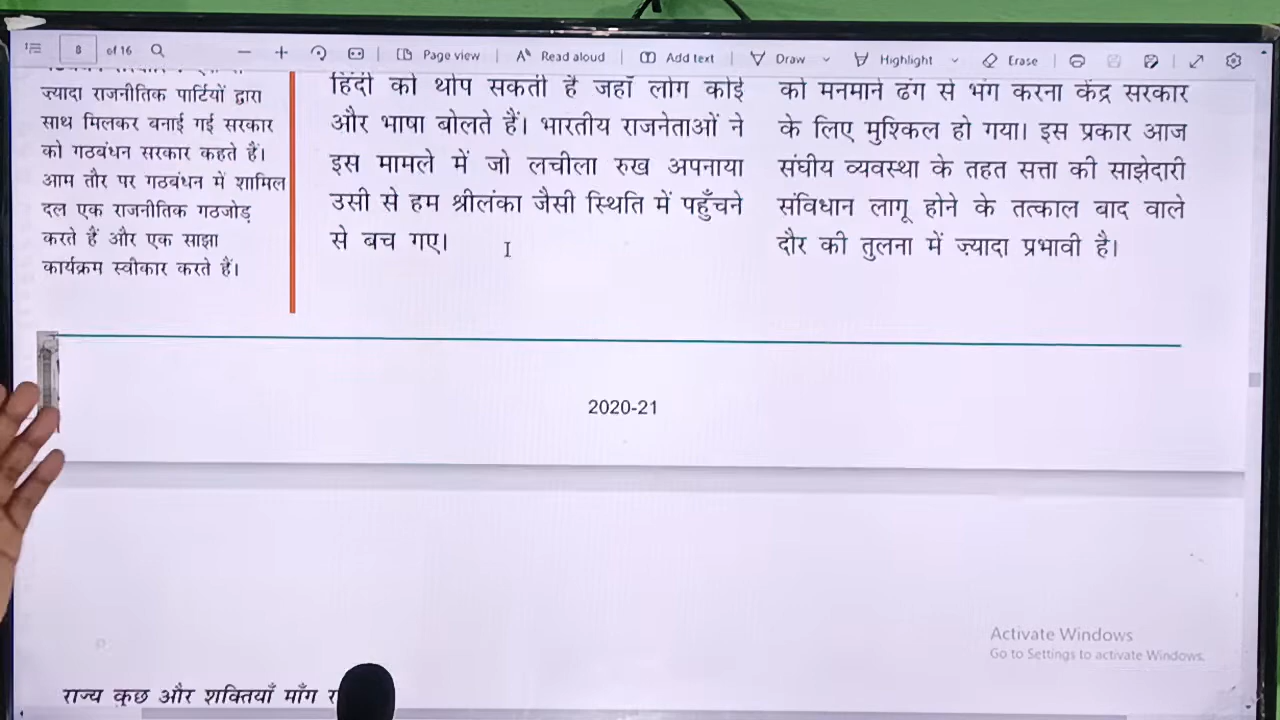 8 of 16
Page view
Read aloud
Add text
Draw
Highlight
Erase
ज़्यादा राजनीतिक पार्टियों द्वारा
साथ मिलकर बनाई गई सरकार
को गठबंधन सरकार कहते हैं।
आम तौर पर गठबंधन में शामिल
दल एक राजनीतिक गठजोड़
करते हैं और एक साझा
कार्यक्रम स्वीकार करते हैं।
हिंदी को थोप सकती है जहाँ लोग कोई
और भाषा बोलते हैं। भारतीय राजनेताओं ने
इस मामले में जो लचीला रुख अपनाया
उसी से हम श्रीलंका जैसी स्थिति में पहुँचने
से बच गए।
को मनमाने ढंग से भंग करना केंद्र सरकार
के लिए मुश्किल हो गया। इस प्रकार आज
संघीय व्यवस्था के तहत सत्ता की साझेदारी
संविधान लागू होने के तत्काल बाद वाले
दौर की तुलना में ज़्यादा प्रभावी है।
2020-21
Activate Windows
Go to Settings to activate Windows.
राज्य कुछ और शक्तियाँ माँग